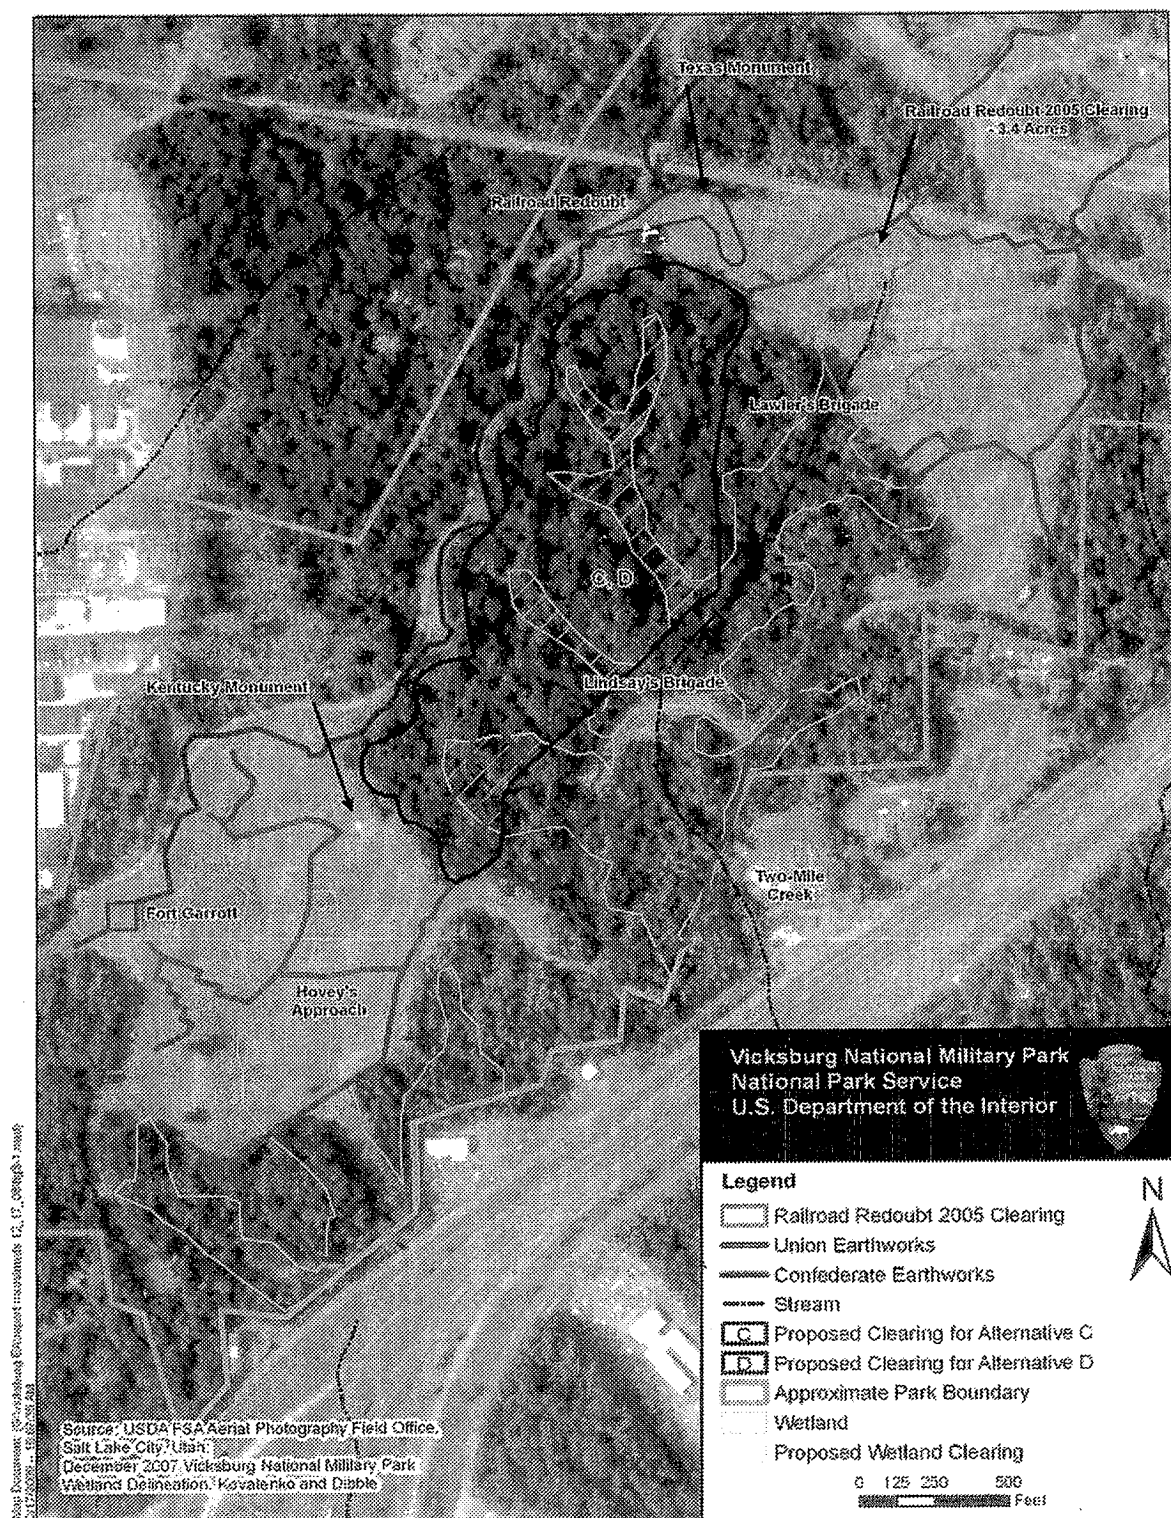 Texas Monument
Railroad Redoubt 2005 Clearing
- 3.4 Acres
Railroad Redoubt
Lawler's Brigade
C, D
Kentucky Monument
Lindsay's Brigade
Two-Mile
Creek
Fort Garrott
Hovey's
Approach
Vicksburg National Military Park
National Park Service
U.S. Department of the Interior
Legend
N
Railroad Redoubt 2005 Clearing
Union Earthworks
Confederate Earthworks
Stream
C Proposed Clearing for Alternative C
D Proposed Clearing for Alternative D
Approximate Park Boundary
Wetland
Proposed Wetland Clearing
0 125 250 500
Feet
Source: USDA FSA Aerial Photography Field Office,
Salt Lake City, Utah.
December 2007 Vicksburg National Military Park
Wetland Delineation, Kovalenko and Dibble
Map Document: